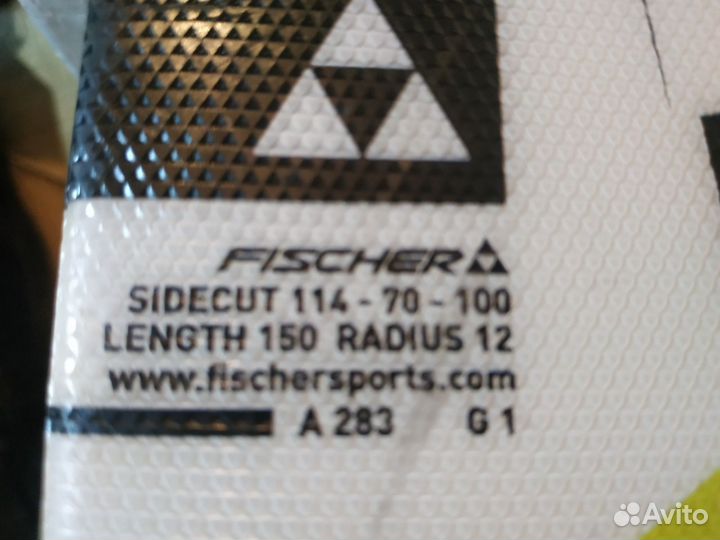 FISCHER
SIDECUT 114 - 70 - 100
LENGTH 150 RADIUS 12
www.fischersports.com
A 283 G 1
Avito